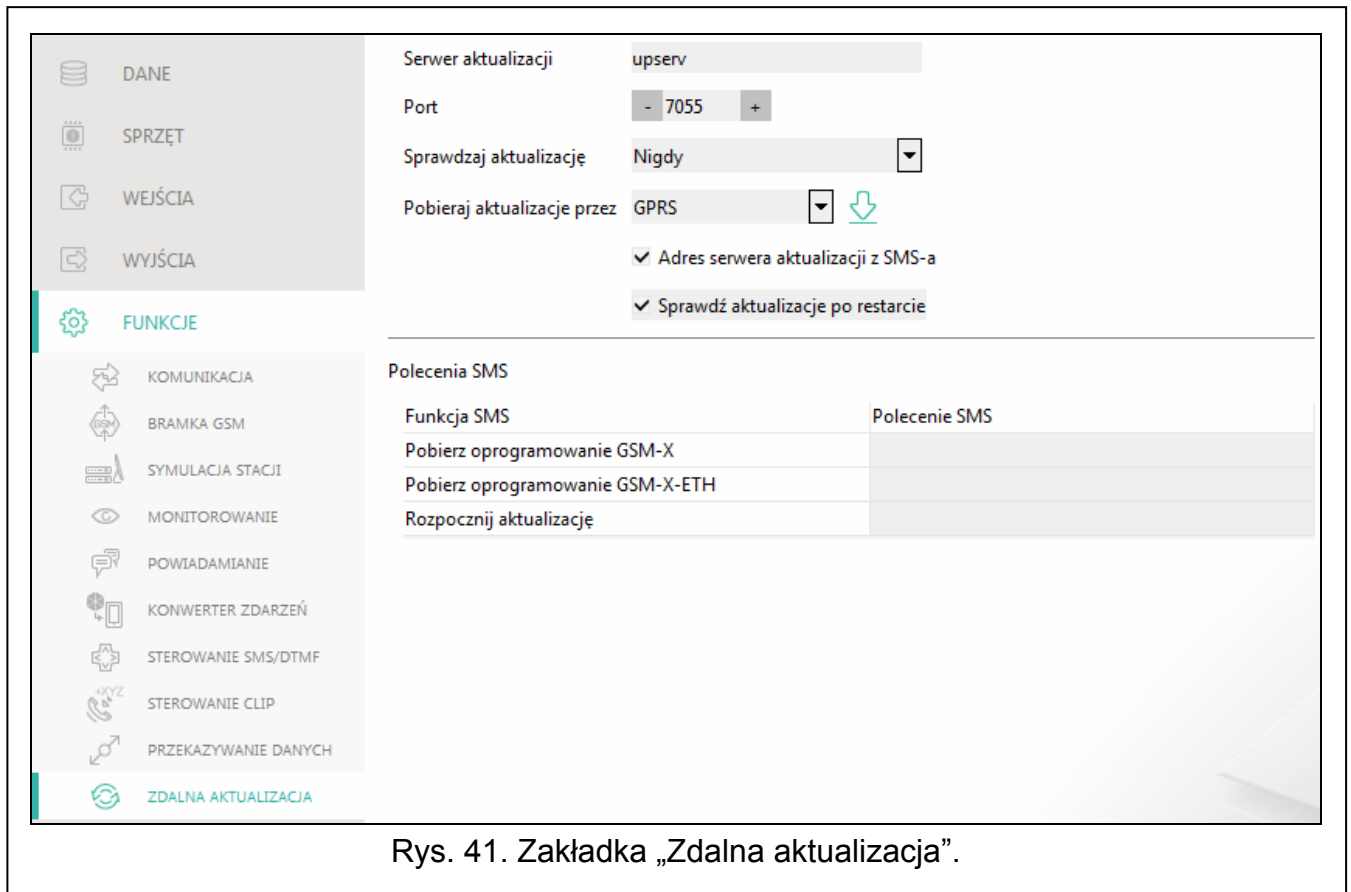 DANE
SPRZĘT
WEJŚCIA
WYJŚCIA
FUNKCJE
KOMUNIKACJA
GSM
BRAMKA GSM
SYMULACJA STACJI
MONITOROWANIE
POWIADAMIANIE
KONWERTER ZDARZEŃ
STEROWANIE SMS/DTMF
+XYZ
STEROWANIE CLIP
PRZEKAZYWANIE DANYCH
ZDALNA AKTUALIZACJA
Serwer aktualizacji upserv
Port - 7055 +
Sprawdzaj aktualizację Nigdy
Pobieraj aktualizacje przez GPRS
Adres serwera aktualizacji z SMS-a
Sprawdź aktualizacje po restarcie
Polecenia SMS
Funkcja SMS Polecenie SMS
Pobierz oprogramowanie GSM-X
Pobierz oprogramowanie GSM-X-ETH
Rozpocznij aktualizację
Rys. 41. Zakładka „Zdalna aktualizacja”.